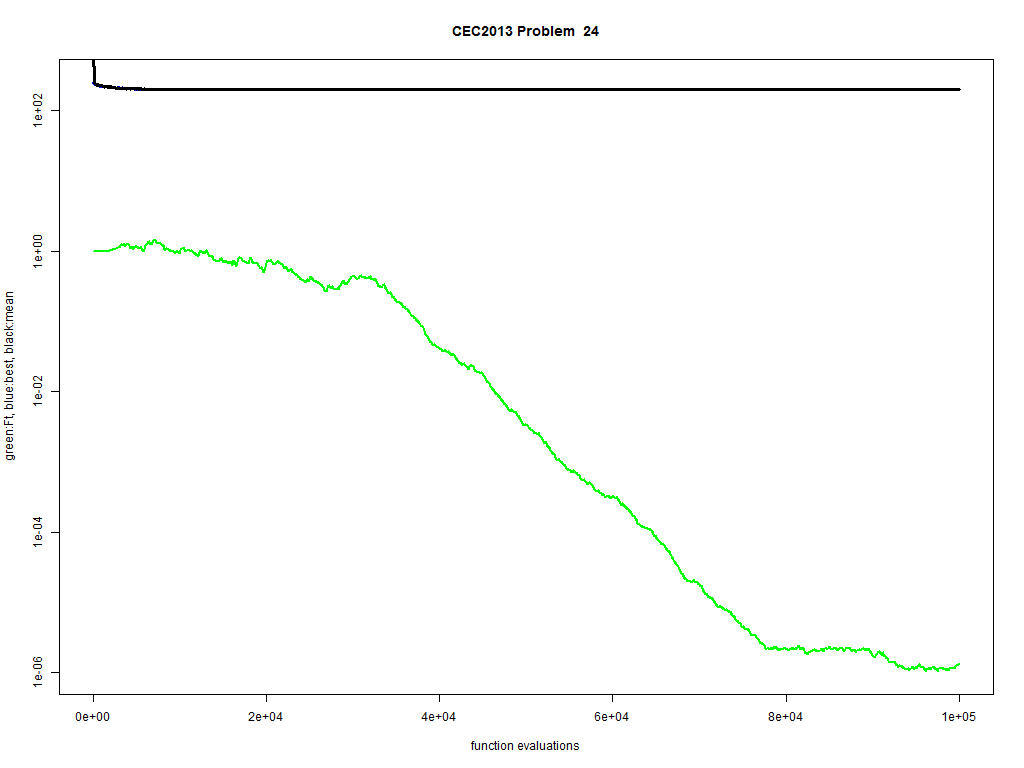 CEC2013 Problem  24
green:Ft, blue:best, black:mean
1e+02
1e+00
1e-02
1e-04
1e-06
0e+00 2e+04 4e+04 6e+04 8e+04 1e+05
function evaluations